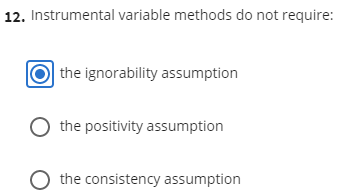 12. Instrumental variable methods do not require:
the ignorability assumption
the positivity assumption
the consistency assumption